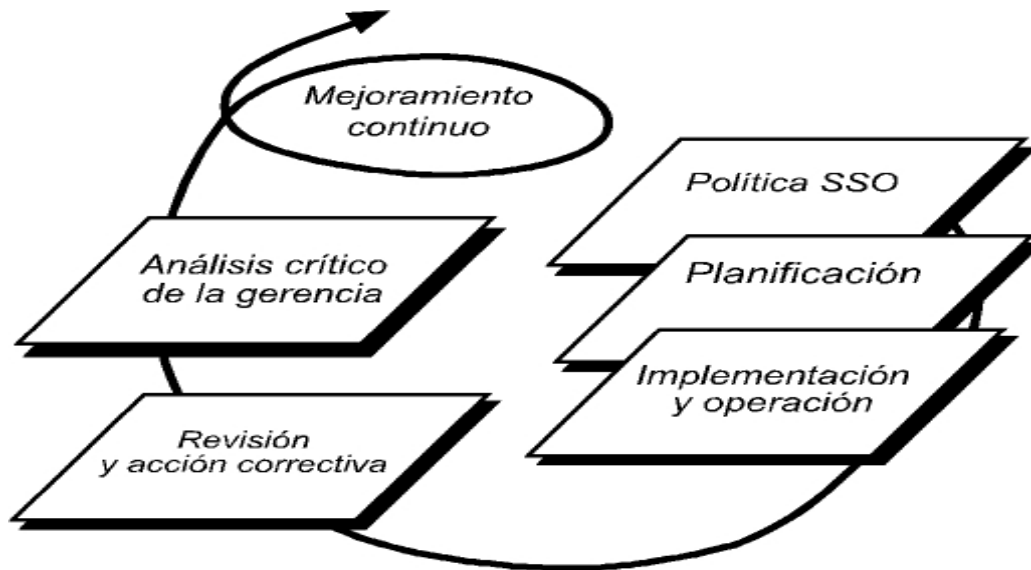 Mejoramiento
continuo
Política SSO
Planificación
Implementación
y operación
Revisión
y acción correctiva
Análisis crítico
de la gerencia